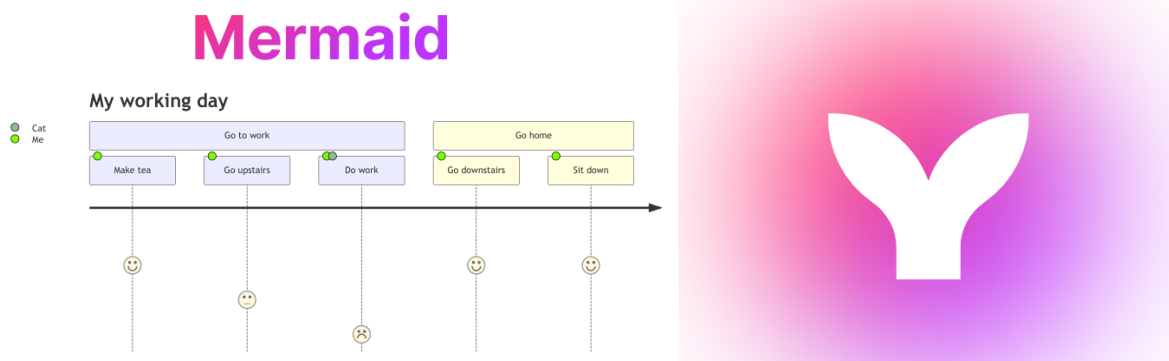 Mermaid
My working day
Cat
Me
Go to work
Go home
Make tea
Go upstairs
Do work
Go downstairs
Sit down